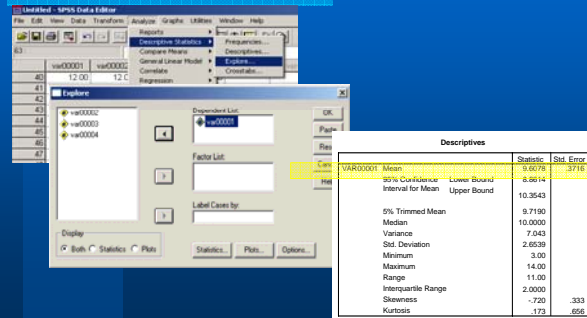 Untitled - SPSS Data Editor
File Edit View Data Transform Analyze Graphs Utilities Window Help
Reports
Descriptive Statistics
Compare Means
General Linear Model
Correlate
Regression
Frequencies...
Descriptives...
Explore...
Crosstabs...
63
var00001 var00002
40 12.00
41
42
43
44
45
46
47
Explore
var00002
var00003
var00004
Dependent List:
var00001
Factor List:
Label Cases by:
OK
Display
Both Statistics Plots
Statistics... Plots... Options...
Descriptives
Statistic Std. Error
VAR00001 Mean 9.6078 .3716
95% Confidence Lower Bound
Interval for Mean Upper Bound
10.3543
5% Trimmed Mean 9.7190
Median 10.0000
Variance 7.043
Std. Deviation 2.6539
Minimum 3.00
Maximum 14.00
Range 11.00
Interquartile Range 2.0000
Skewness -.720 .333
Kurtosis .173 .656